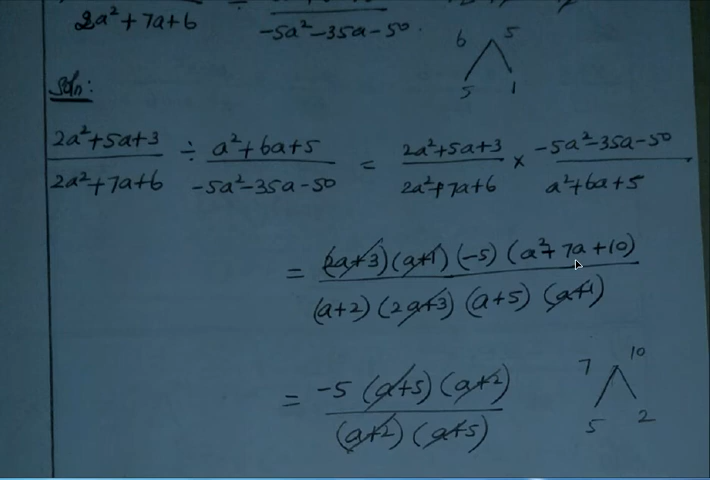 2a²+7a+6 ÷ -5a²-35a-50.
6 5
5 1
Soln:
2a²+5a+3 / 2a²+7a+6 ÷ a²+6a+5 / -5a²-35a-50 = 2a²+5a+3 / 2a²+7a+6 × -5a²-35a-50 / a²+6a+5
= (2a+3)(a+1)(-5)(a²+7a+10) / (a+2)(2a+3)(a+5)(a+1)
7 10
= -5(a+5)(a+2) / (a+2)(a+5)
5 2